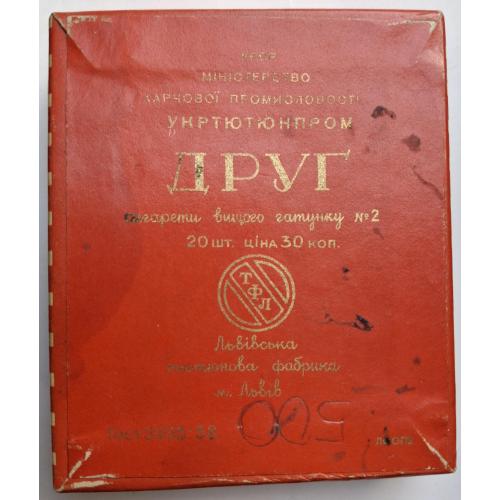 УРСР
МІНІСТЕРСТВО
ХАРЧОВОЇ ПРОМИСЛОВОСТІ
УКРТЮТЮНПРОМ
ДРУГ
сигарети вищого гатунку №2
20 шт. ціна 30 коп.
ТФЛ
Львівська
тютюнова фабрика
м. Львів
500